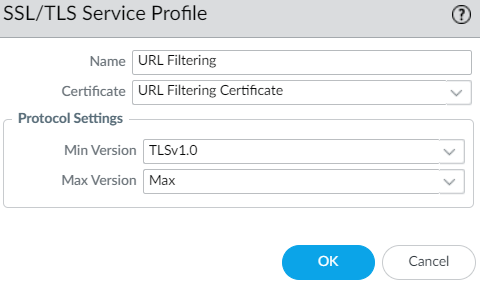 SSL/TLS Service Profile ?
Name URL Filtering
Certificate URL Filtering Certificate
Protocol Settings
Min Version TLSv1.0
Max Version Max
OK Cancel